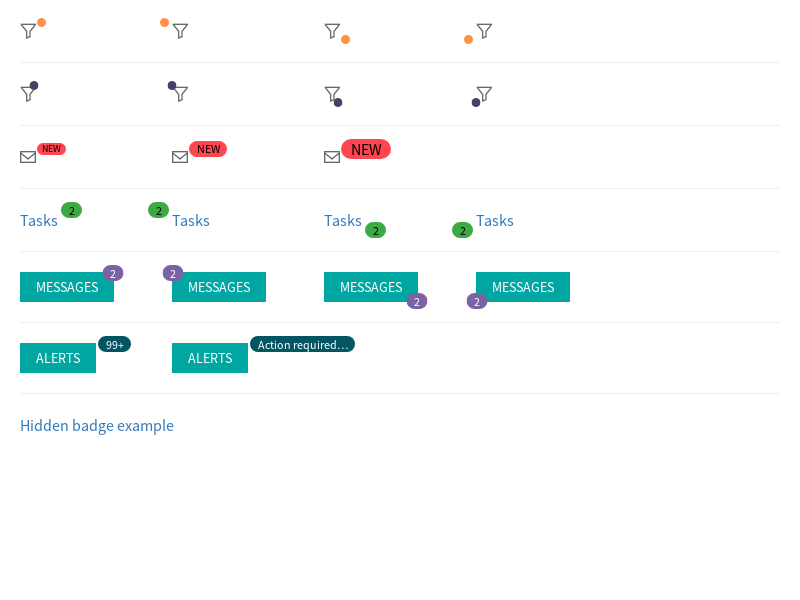 NEW NEW NEW
Tasks 2 2 Tasks Tasks 2 2 Tasks
MESSAGES 2 2 MESSAGES MESSAGES 2 2 MESSAGES
ALERTS 99+ ALERTS Action required…
Hidden badge example